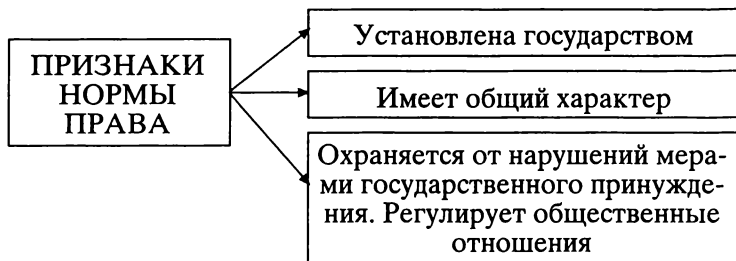 ПРИЗНАКИ
НОРМЫ
ПРАВА
Установлена государством
Имеет общий характер
Охраняется от нарушений мера-
ми государственного принужде-
ния. Регулирует общественные
отношения